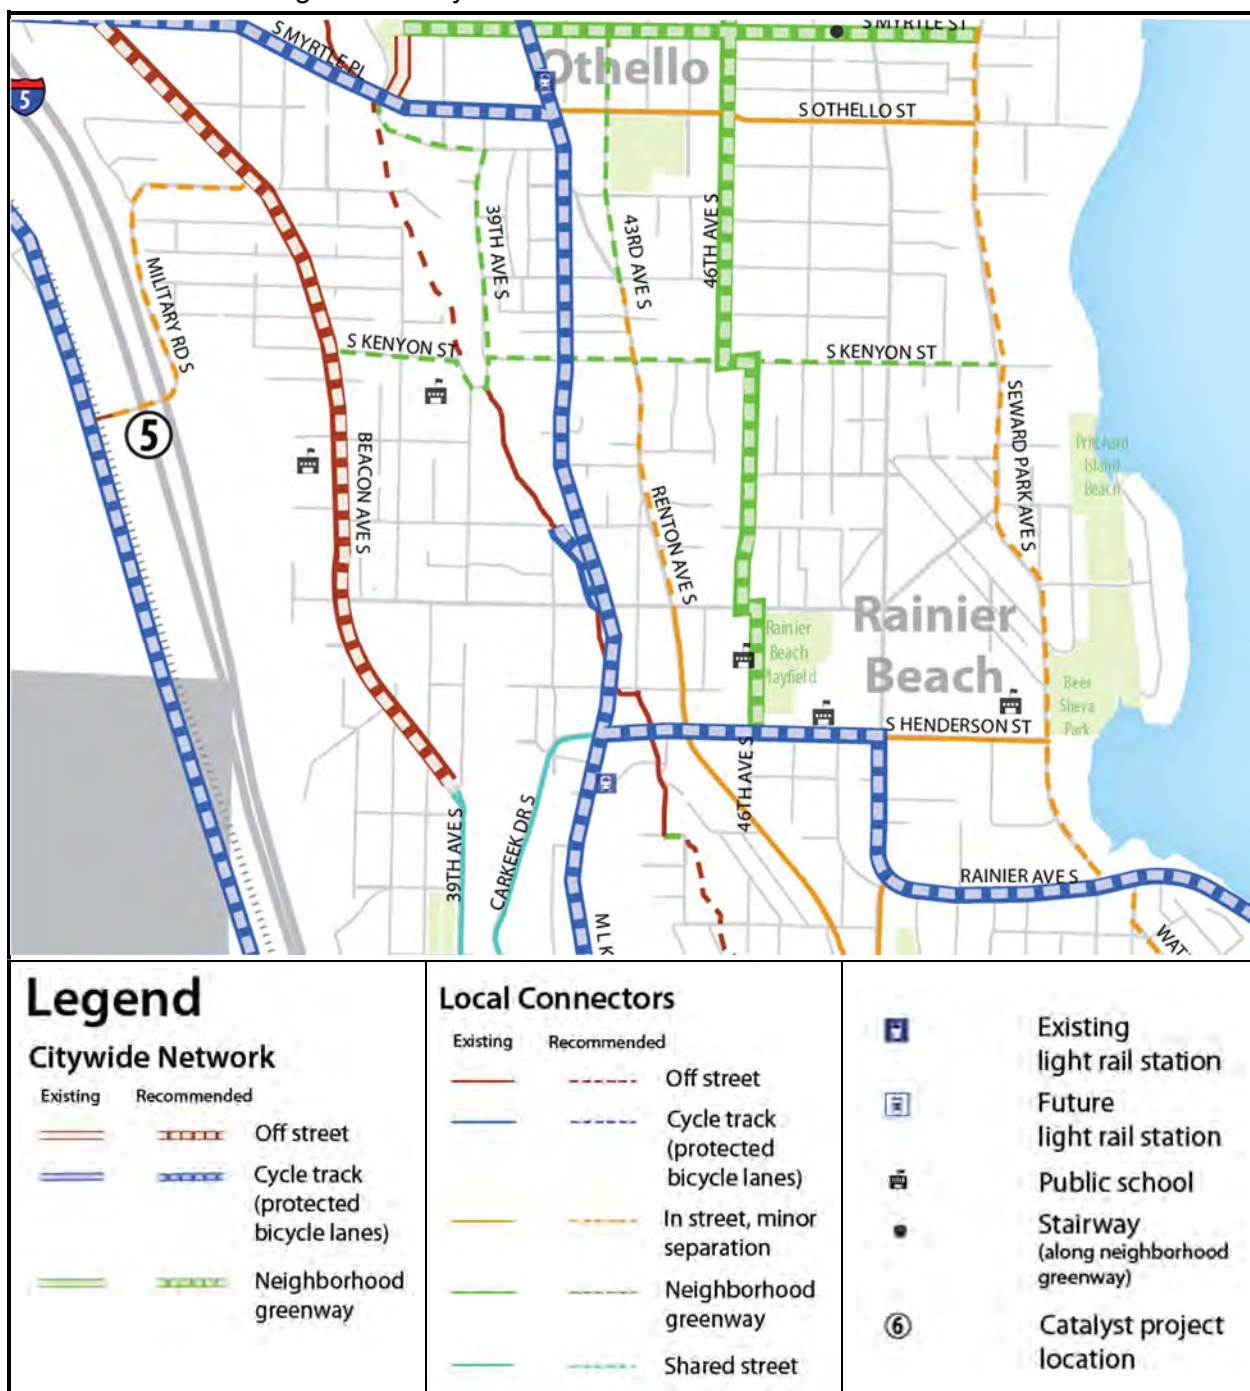 S MYRTLE ST
S MYRTLE PL
Othello
5
S OTHELLO ST
39TH AVE S
43RD AVE S
46TH AVE S
MILITARY RD S
S KENYON ST
S KENYON ST
5
SEWARD PARK AVE S
Pritchard
Island
Beach
BEACON AVE S
RENTON AVE S
Rainier
Beach
Rainier
Beach
Playfield
Beer
Sheva
Park
S HENDERSON ST
46TH AVE S
39TH AVE S
CARKEEK DR S
RAINIER AVE S
M L K
WAT
Legend
Citywide Network
Existing Recommended
Off street
Cycle track
(protected
bicycle lanes)
Neighborhood
greenway
Local Connectors
Existing Recommended
Off street
Cycle track
(protected
bicycle lanes)
In street, minor
separation
Neighborhood
greenway
Shared street
Existing
light rail station
Future
light rail station
Public school
Stairway
(along neighborhood
greenway)
6 Catalyst project
location